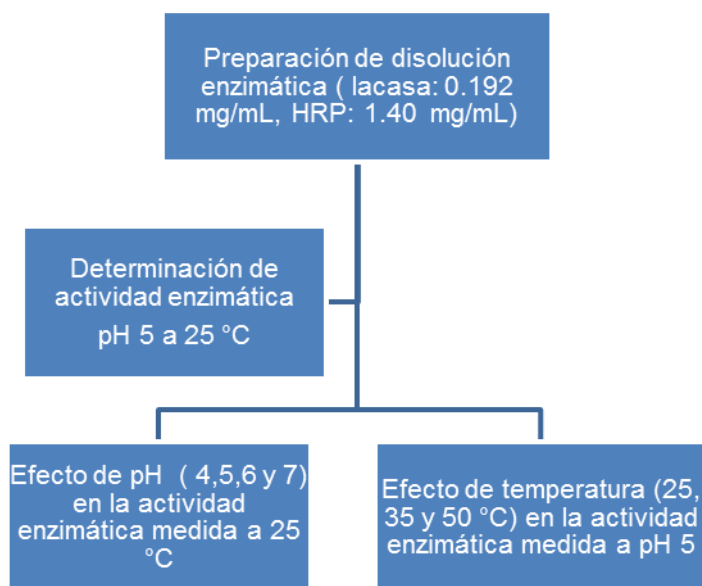 Preparación de disolución
enzimática ( lacasa: 0.192
mg/mL, HRP: 1.40 mg/mL)
Determinación de
actividad enzimática
pH 5 a 25 °C
Efecto de pH ( 4,5,6 y 7)
en la actividad
enzimática medida a 25
°C
Efecto de temperatura (25,
35 y 50 °C) en la actividad
enzimática medida a pH 5